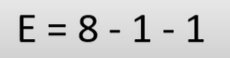 E = 8 - 1 - 1